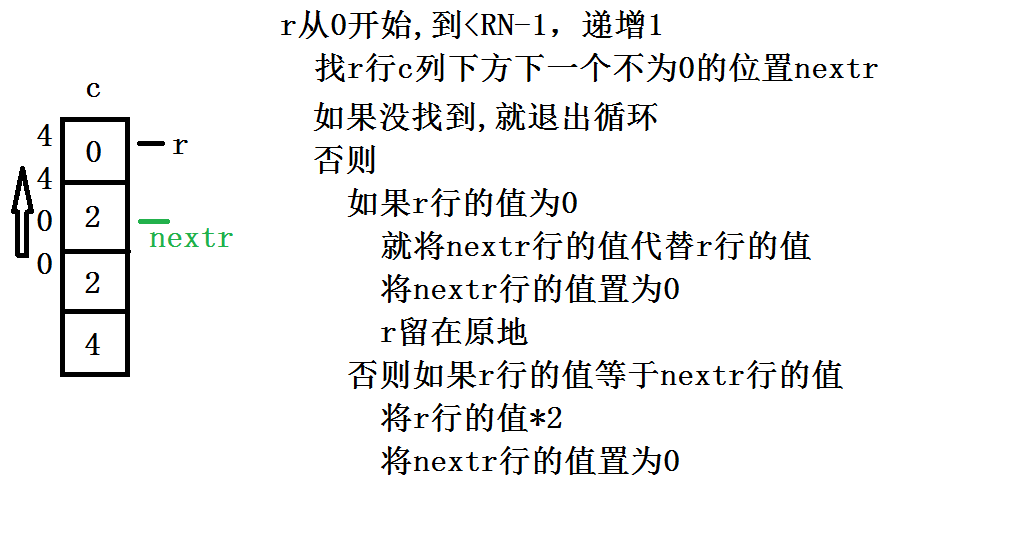 r从0开始,到<RN-1，递增1
找r行c列下方下一个不为0的位置nextr
如果没找到,就退出循环
否则
如果r行的值为0
就将nextr行的值代替r行的值
将nextr行的值置为0
r留在原地
否则如果r行的值等于nextr行的值
将r行的值*2
将nextr行的值置为0
c
4
4
0
0
0
2
2
4
r
nextr